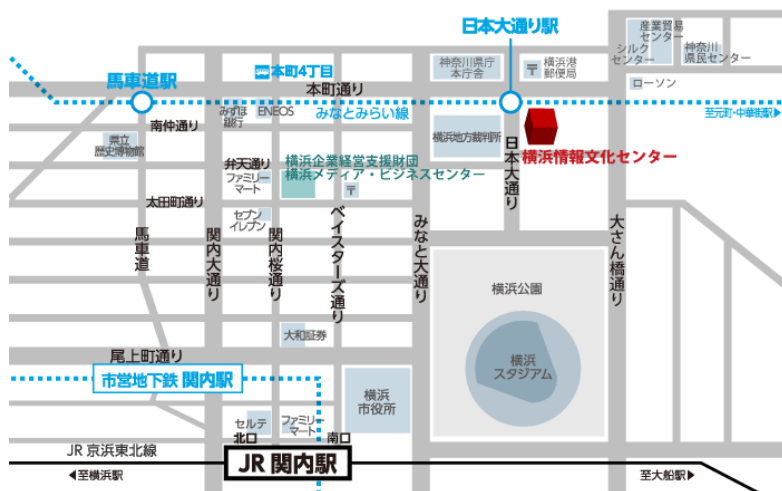 日本大通り駅
産業貿易
センター
シルク
センター
神奈川
県民センター
馬車道駅
本町4丁目
神奈川県庁
本庁舎
〒
横浜港
郵便局
ローソン
本町通り
みずほ
銀行
ENEOS
みなとみらい線
至元町・中華街駅▶
南仲通り
県立
歴史博物館
横浜地方裁判所
日本大通り
横浜情報文化センター
弁天通り
ファミリー
マート
横浜企業経営支援財団
横浜メディア・ビジネスセンター
〒
太田町通り
セブン
イレブン
馬車道
関内大通り
関内桜通り
ベイスターズ通り
みなと大通り
大さん橋通り
横浜公園
大和証券
尾上町通り
横浜
スタジアム
市営地下鉄 関内駅
横浜
市役所
セルテ
ファミリー
マート
北口
南口
JR 京浜東北線
JR 関内駅
◀至横浜駅
至大船駅▶